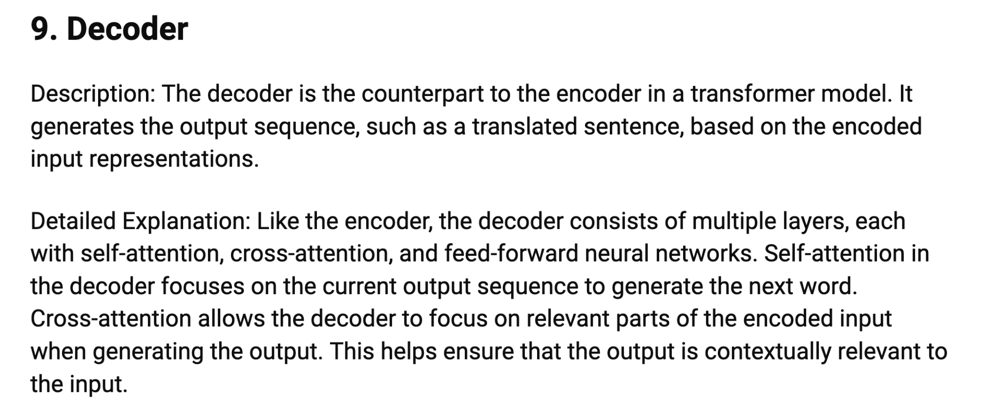 9. Decoder
Description: The decoder is the counterpart to the encoder in a transformer model. It
generates the output sequence, such as a translated sentence, based on the encoded
input representations.
Detailed Explanation: Like the encoder, the decoder consists of multiple layers, each
with self-attention, cross-attention, and feed-forward neural networks. Self-attention in
the decoder focuses on the current output sequence to generate the next word.
Cross-attention allows the decoder to focus on relevant parts of the encoded input
when generating the output. This helps ensure that the output is contextually relevant to
the input.